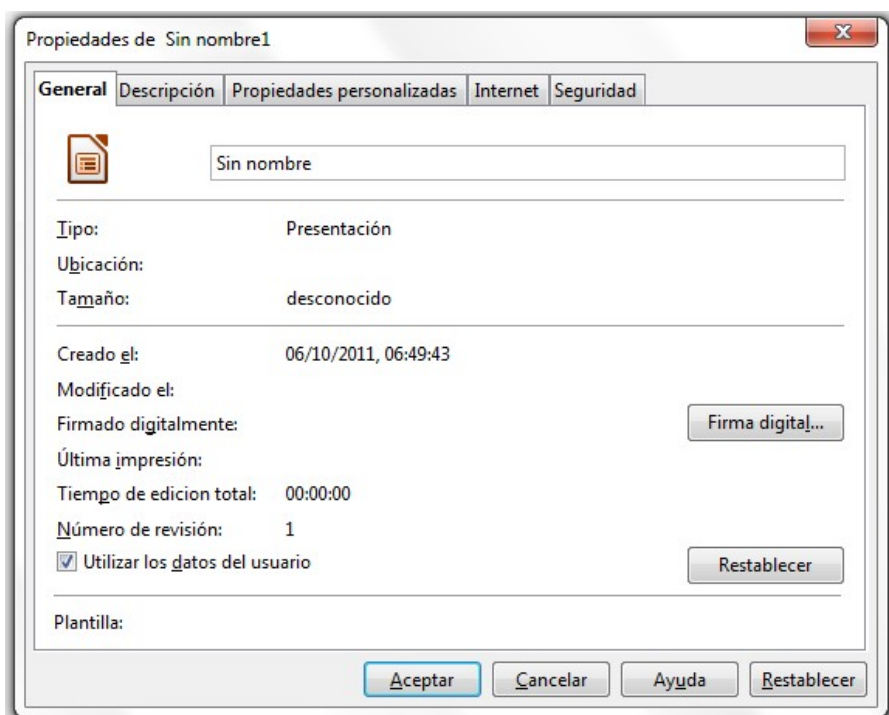 Propiedades de Sin nombre1
General Descripción Propiedades personalizadas Internet Seguridad
Sin nombre
Tipo: Presentación
Ubicación:
Tamaño: desconocido
Creado el: 06/10/2011, 06:49:43
Modificado el:
Firmado digitalmente: Firma digital...
Última impresión:
Tiempo de edicion total: 00:00:00
Número de revisión: 1
Utilizar los datos del usuario Restablecer
Plantilla:
Aceptar Cancelar Ayuda Restablecer